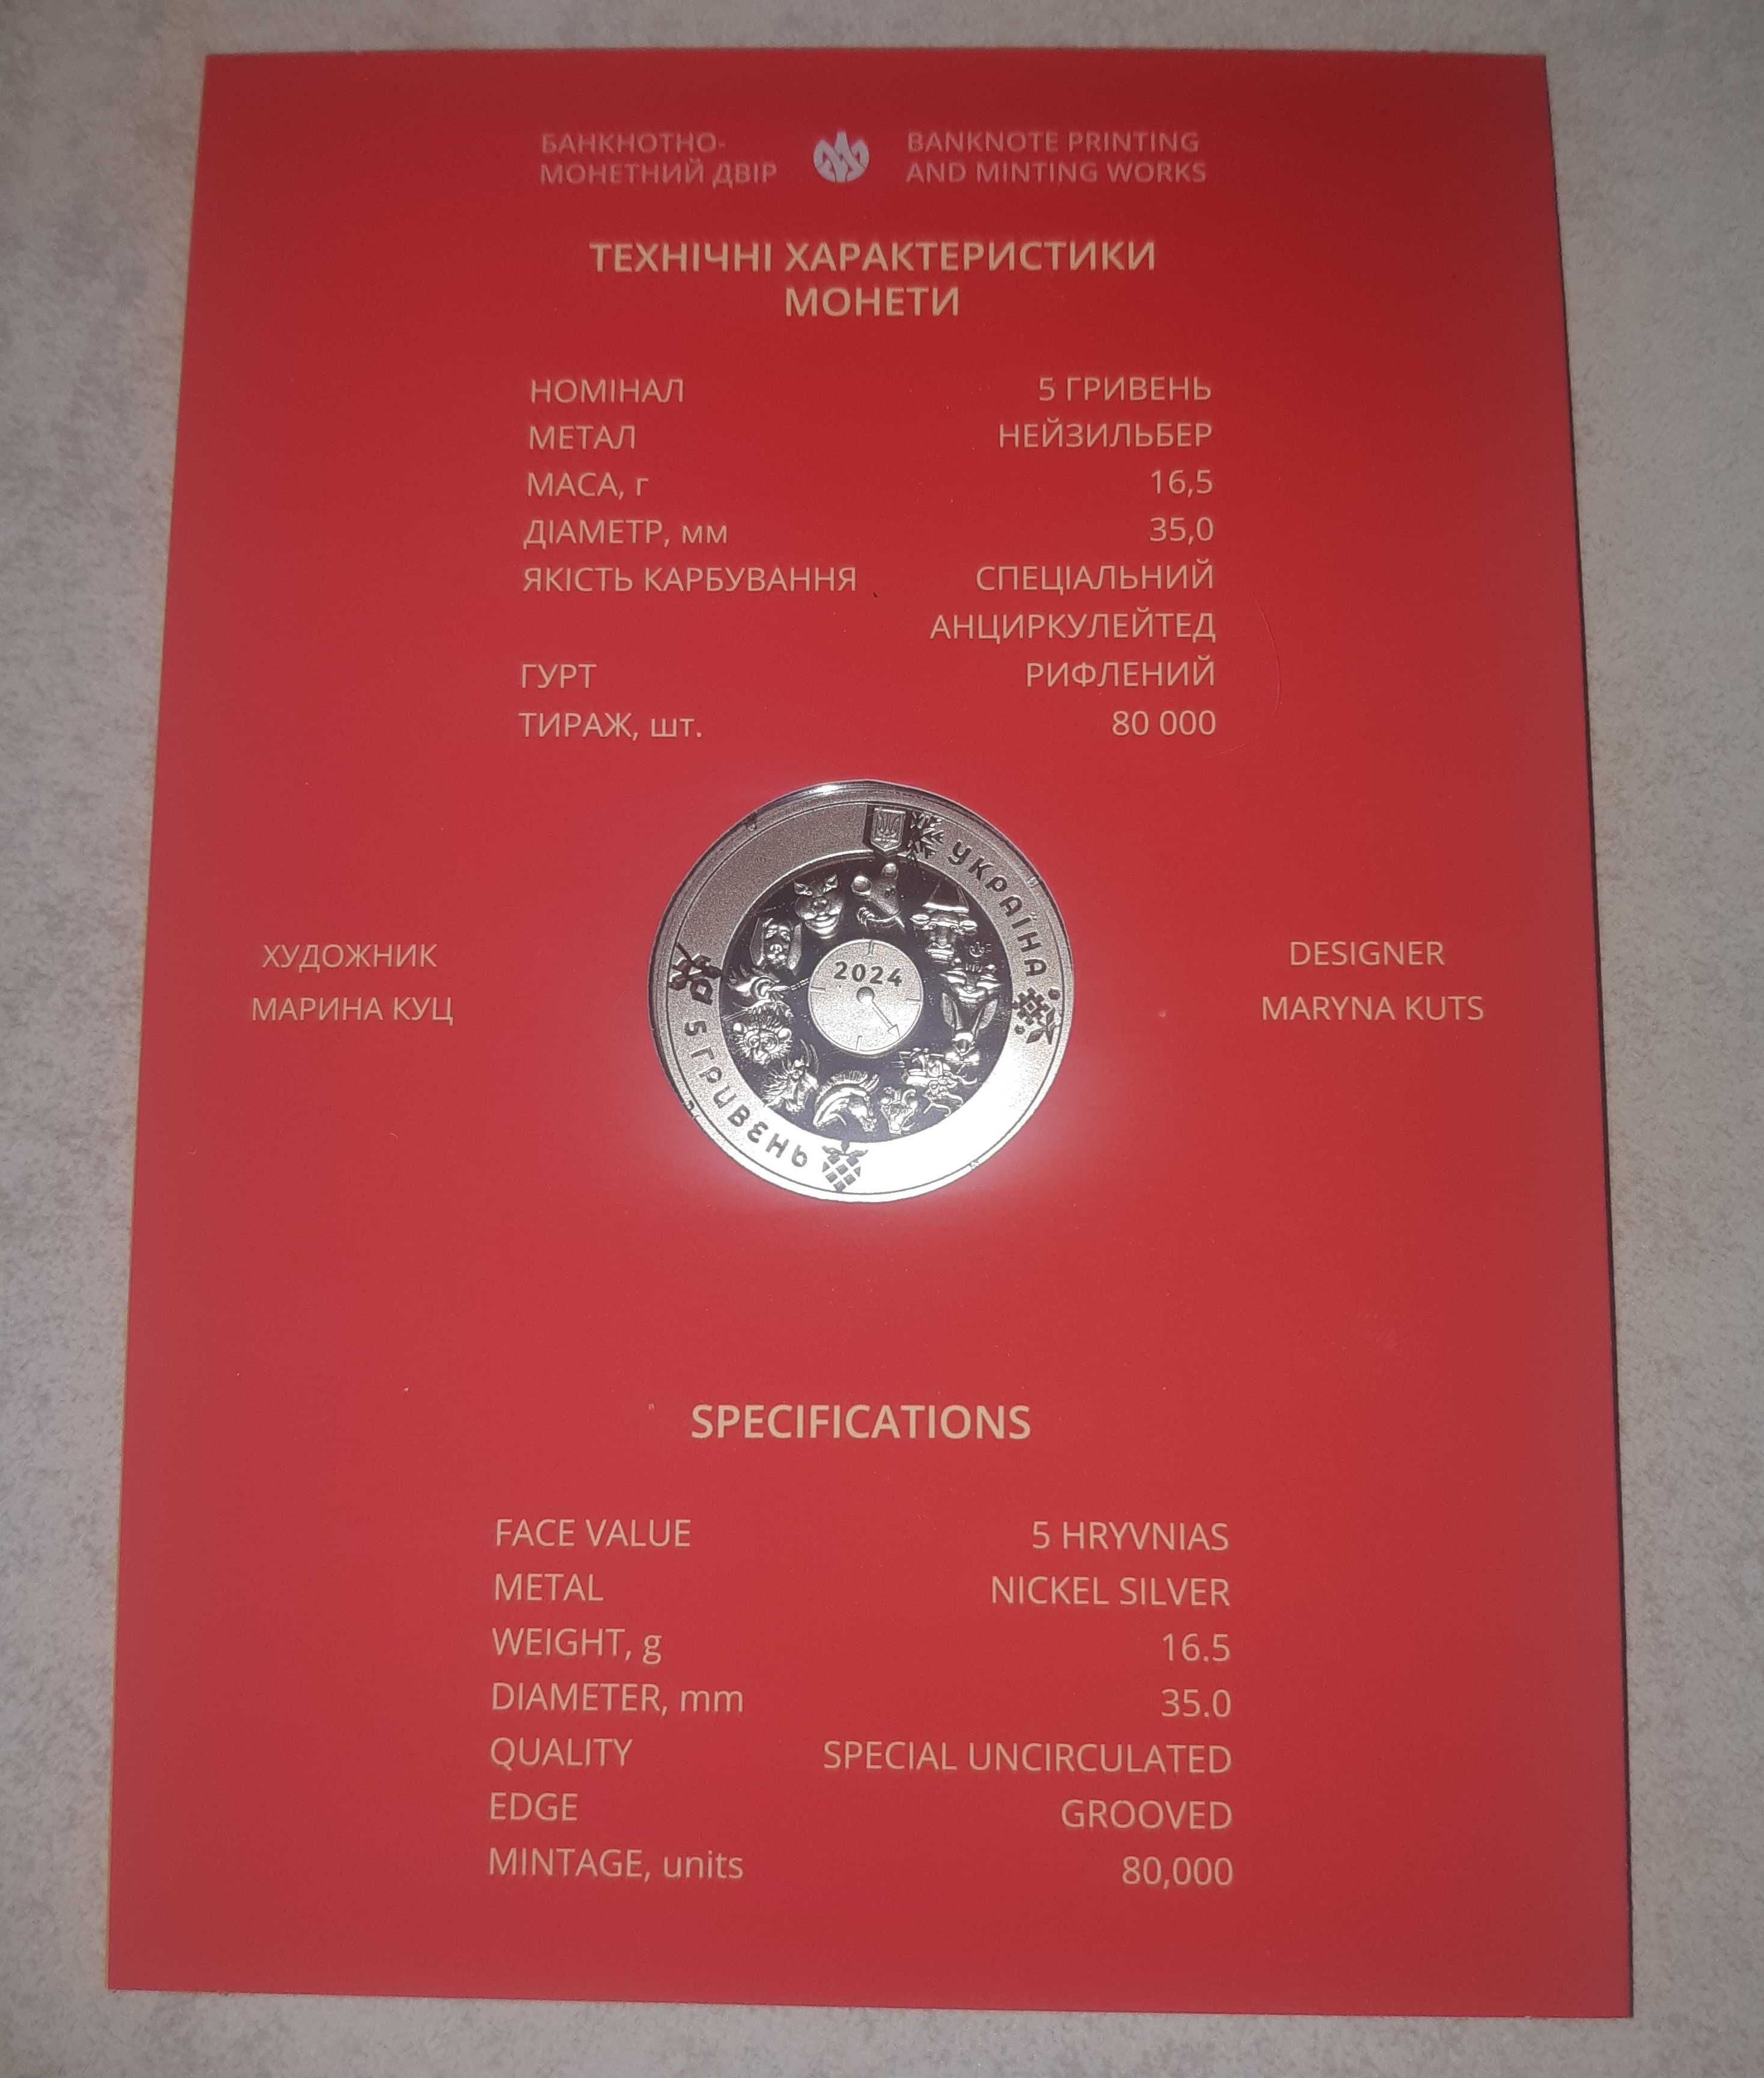 БАНКНОТНО-
МОНЕТНИЙ ДВІР
BANKNOTE PRINTING
AND MINTING WORKS
ТЕХНІЧНІ ХАРАКТЕРИСТИКИ
МОНЕТИ
НОМІНАЛ 5 ГРИВЕНЬ
МЕТАЛ НЕЙЗИЛЬБЕР
МАСА, г 16,5
ДІАМЕТР, мм 35,0
ЯКІСТЬ КАРБУВАННЯ СПЕЦІАЛЬНИЙ
АНЦИРКУЛЕЙТЕД
ГУРТ РИФЛЕНИЙ
ТИРАЖ, шт. 80 000
УКРАЇНА
2024
5 ГРИВЕНЬ
ХУДОЖНИК
МАРИНА КУЦ
DESIGNER
MARYNA KUTS
SPECIFICATIONS
FACE VALUE 5 HRYVNIAS
METAL NICKEL SILVER
WEIGHT, g 16.5
DIAMETER, mm 35.0
QUALITY SPECIAL UNCIRCULATED
EDGE GROOVED
MINTAGE, units 80,000